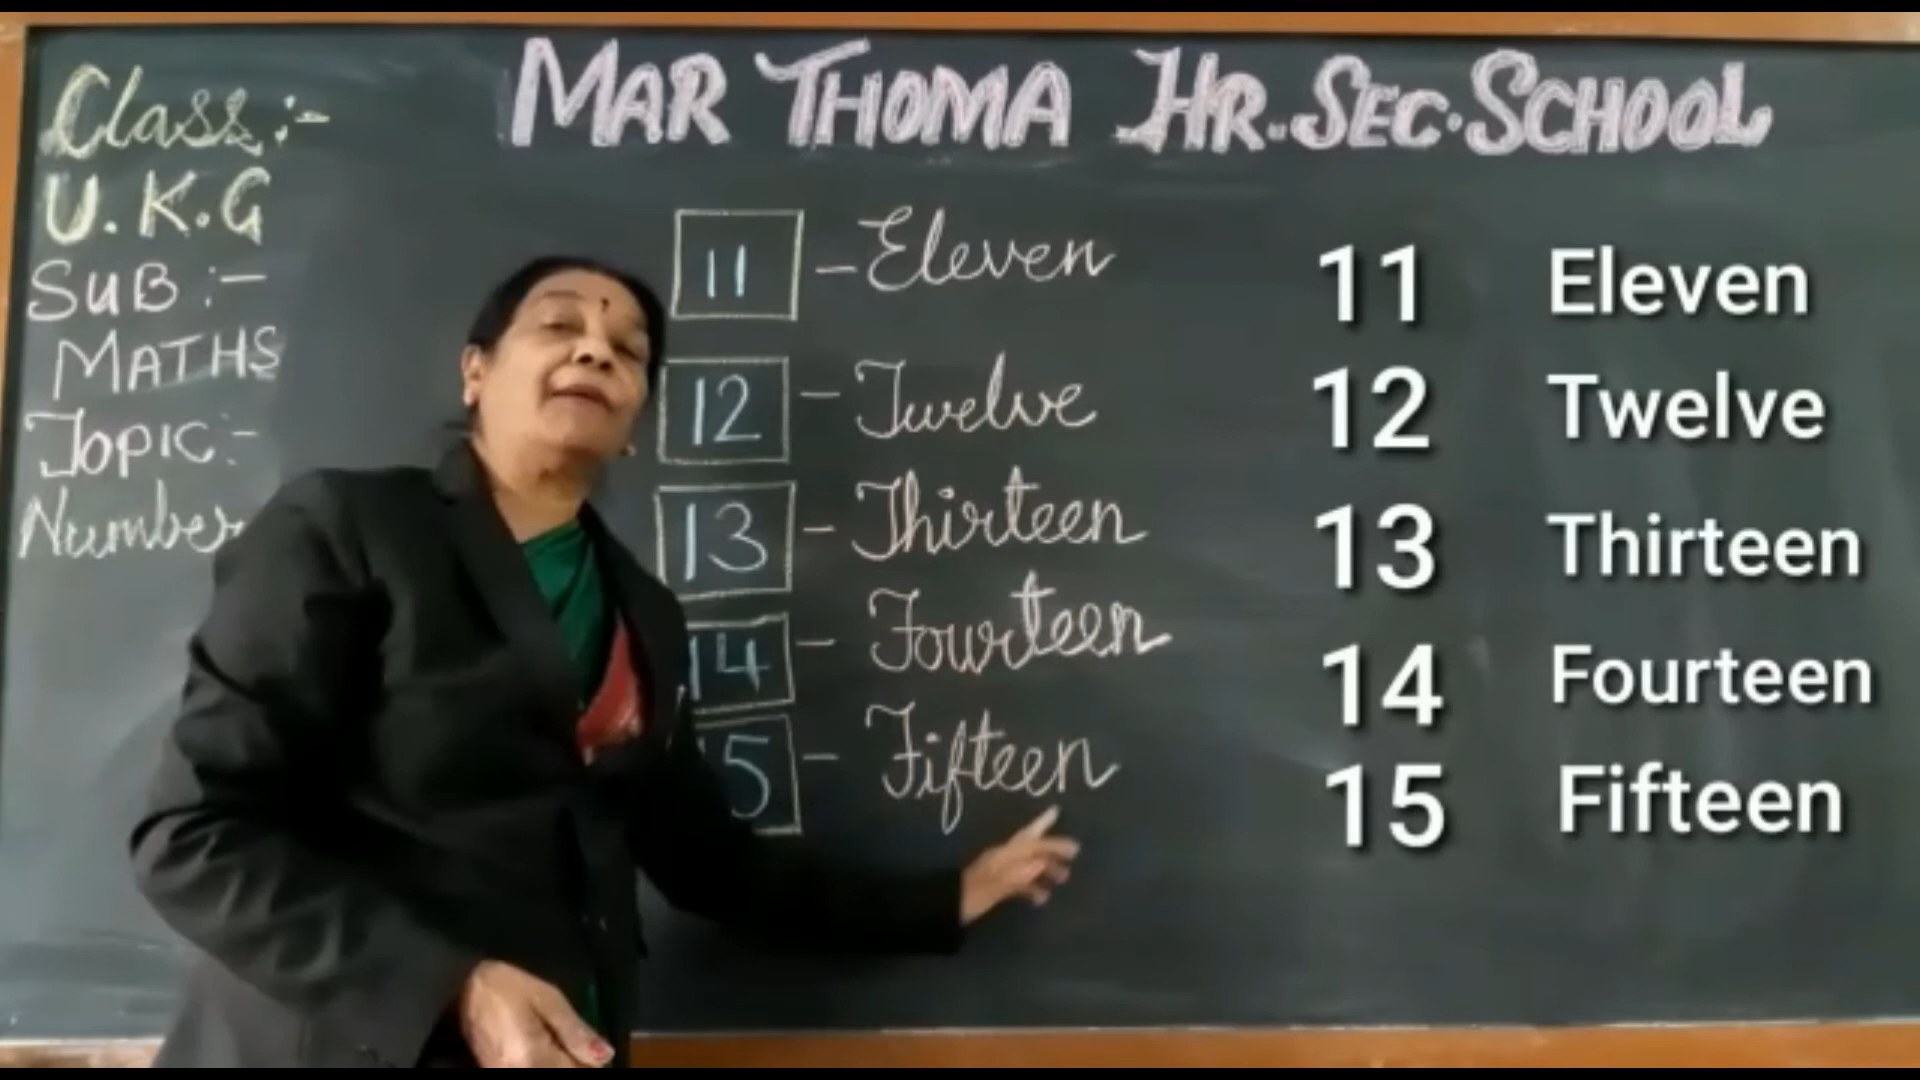 MAR THOMA HR. SEC. SCHOOL
Class:-
U.K.G
SUB:-
MATHS
Topic:-
Number
11 - Eleven
12 - Twelve
13 - Thirteen
14 - Fourteen
15 - Fifteen
11 Eleven
12 Twelve
13 Thirteen
14 Fourteen
15 Fifteen